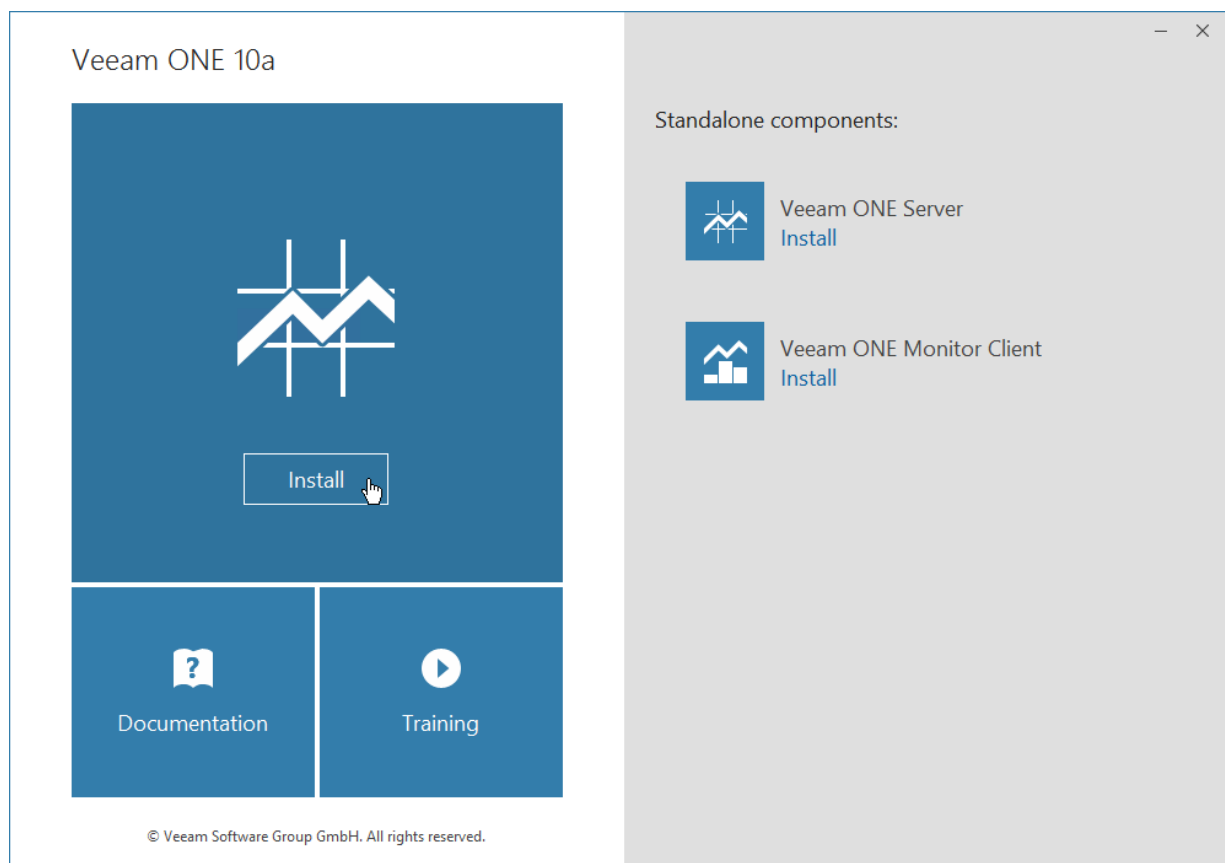 Veeam ONE 10a
Install
Documentation
Training
© Veeam Software Group GmbH. All rights reserved.
Standalone components:
Veeam ONE Server
Install
Veeam ONE Monitor Client
Install